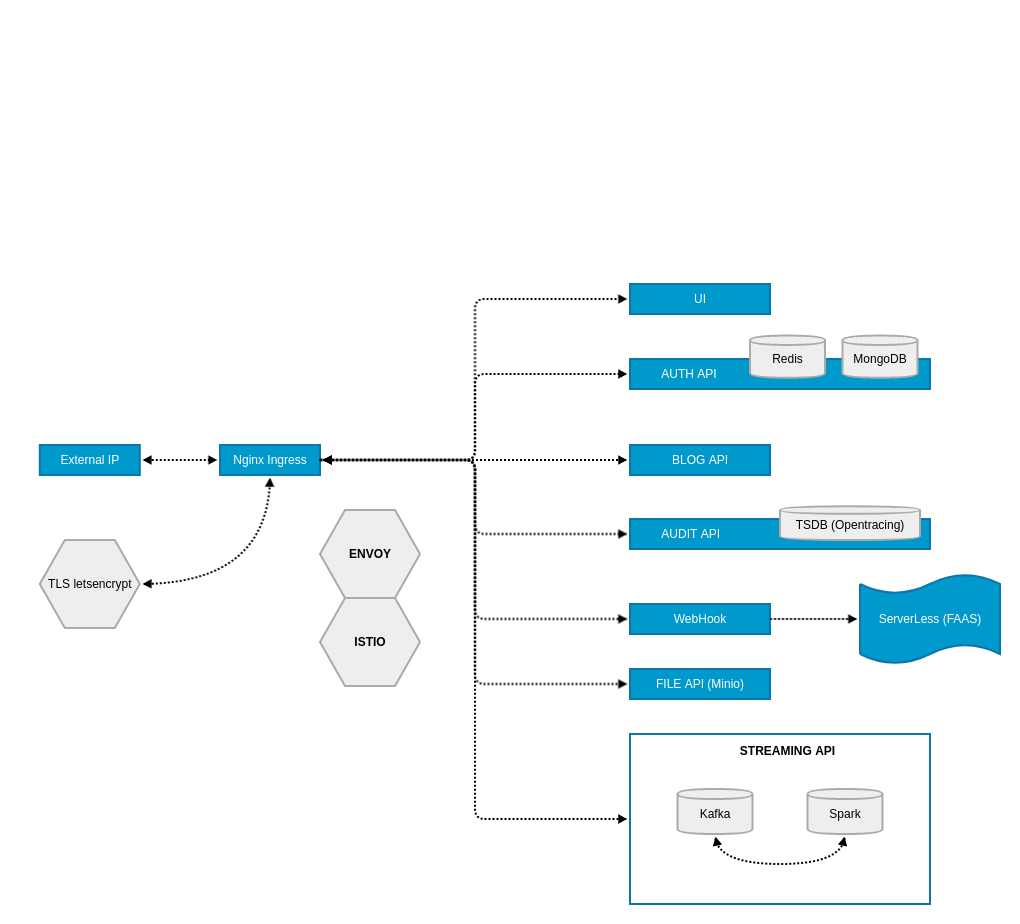 UI
Redis
MongoDB
AUTH API
External IP
Nginx Ingress
BLOG API
TSDB (Opentracing)
AUDIT API
ENVOY
TLS letsencrypt
WebHook
ServerLess (FAAS)
ISTIO
FILE API (Minio)
STREAMING API
Kafka
Spark